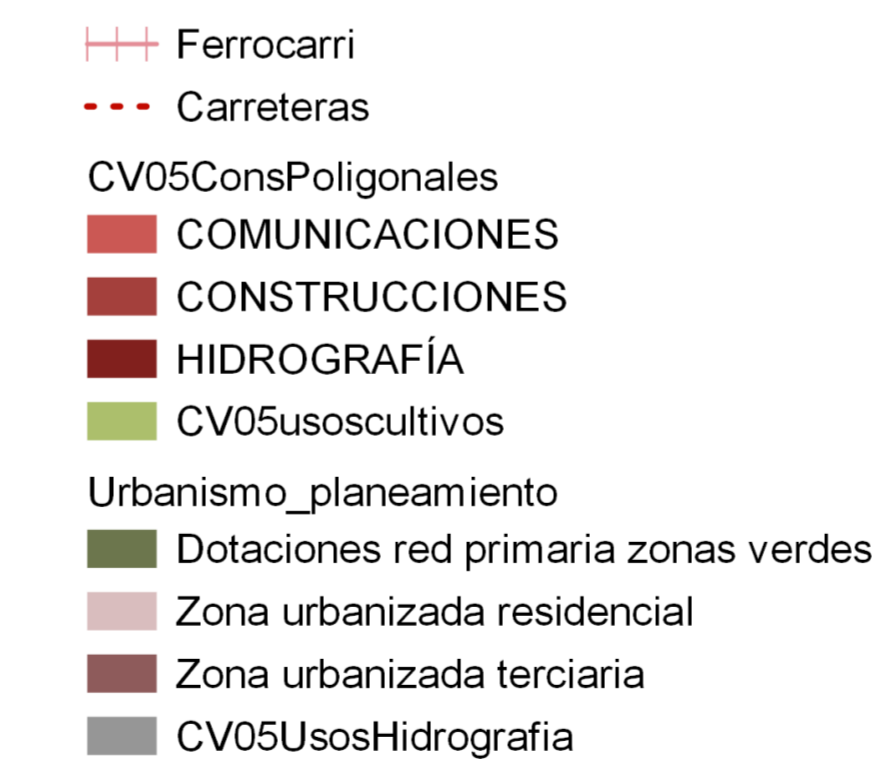 Ferrocarri
Carreteras
CV05ConsPoligonales
COMUNICACIONES
CONSTRUCCIONES
HIDROGRAFÍA
CV05usoscultivos
Urbanismo_planeamiento
Dotaciones red primaria zonas verdes
Zona urbanizada residencial
Zona urbanizada terciaria
CV05UsosHidrografia